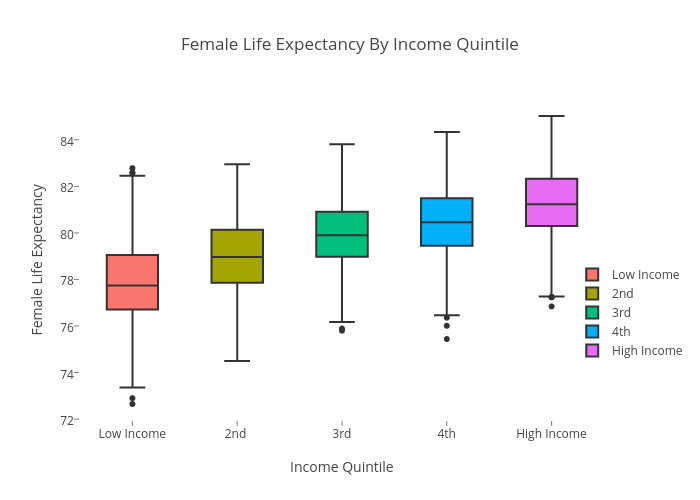 Female Life Expectancy By Income Quintile
Female Life Expectancy
84
82
80
78
76
74
72
Low Income
2nd
3rd
4th
High Income
Income Quintile
Low Income
2nd
3rd
4th
High Income